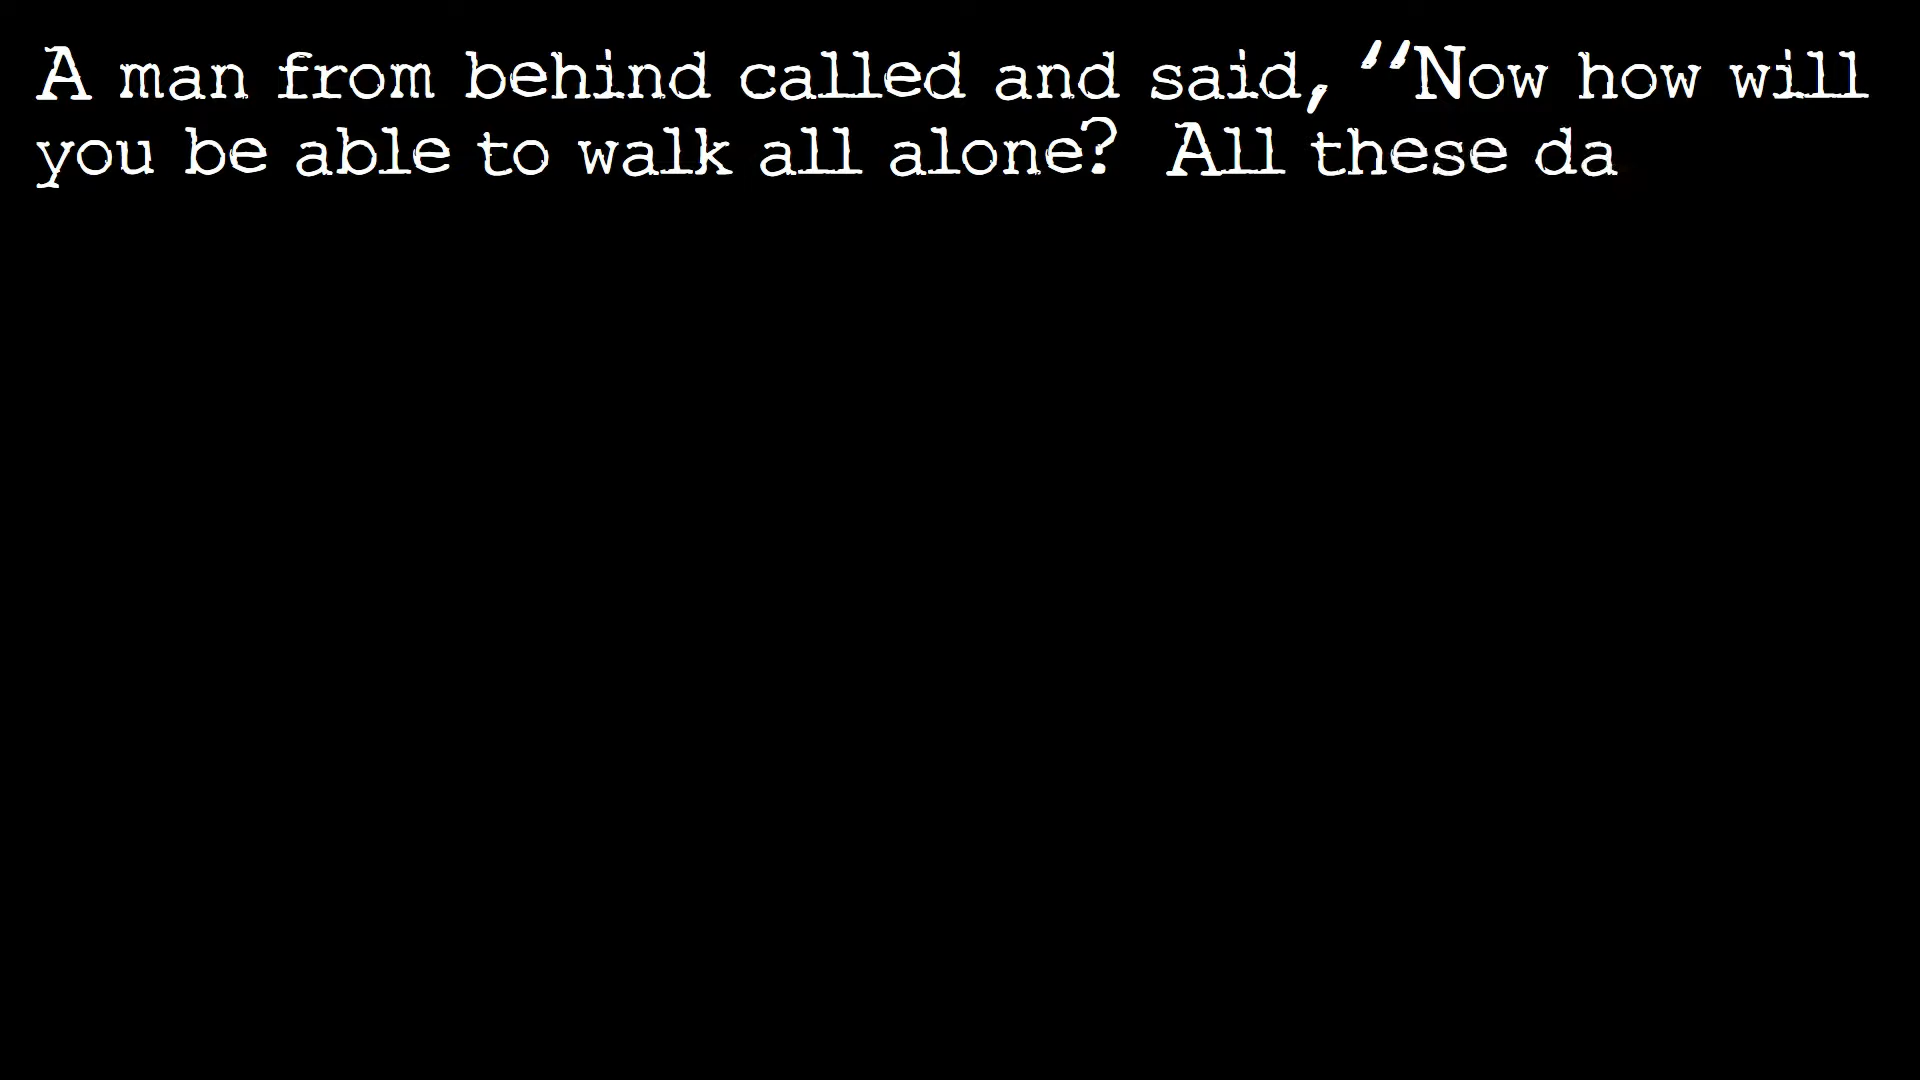 A man from behind called and said, "Now how will
you be able to walk all alone?  All these da